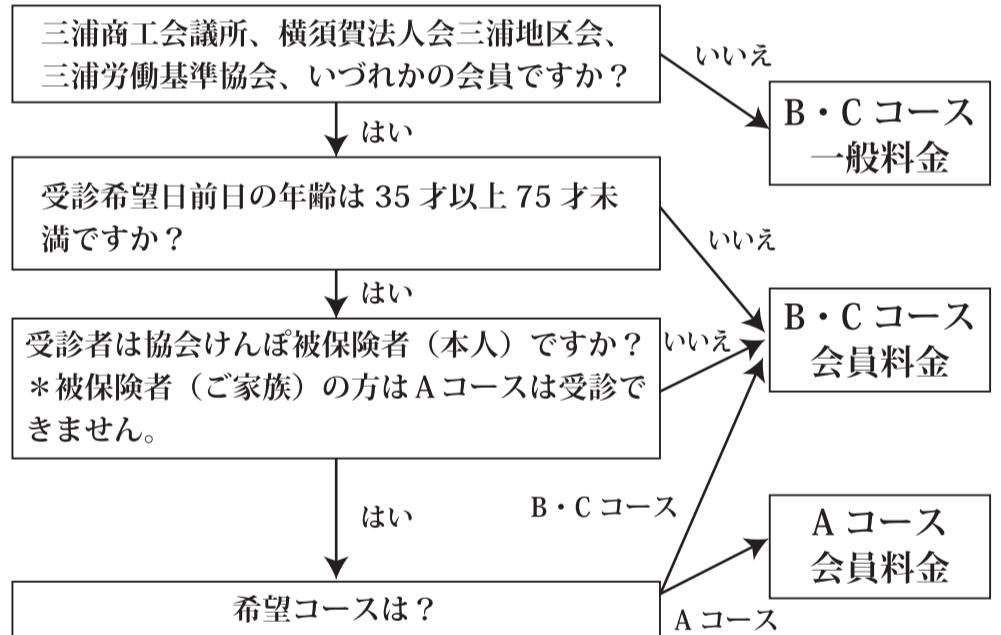 三浦商工会議所、横須賀法人会三浦地区会、
三浦労働基準協会、いづれかの会員ですか？
いいえ
B・Cコース
一般料金
はい
受診希望日前日の年齢は 35 才以上 75 才未
満ですか？
いいえ
はい
B・Cコース
会員料金
受診者は協会けんぽ被保険者（本人）ですか？
＊被保険者（ご家族）の方はAコースは受診で
きません。
いいえ
はい
B・Cコース
Aコース
会員料金
希望コースは？
Aコース